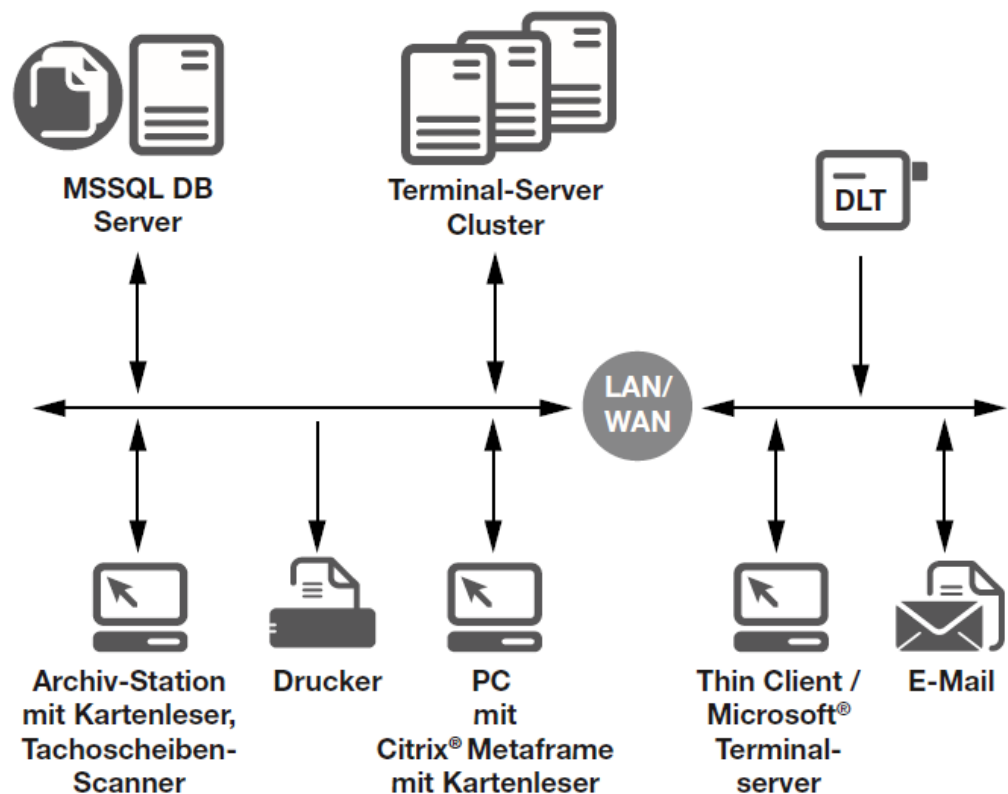 MSSQL DB
Server
Terminal-Server
Cluster
DLT
LAN/
WAN
Archiv-Station
mit Kartenleser,
Tachoscheiben-
Scanner
Drucker
PC
mit
Citrix® Metaframe
mit Kartenleser
Thin Client /
Microsoft®
Terminal-
server
E-Mail